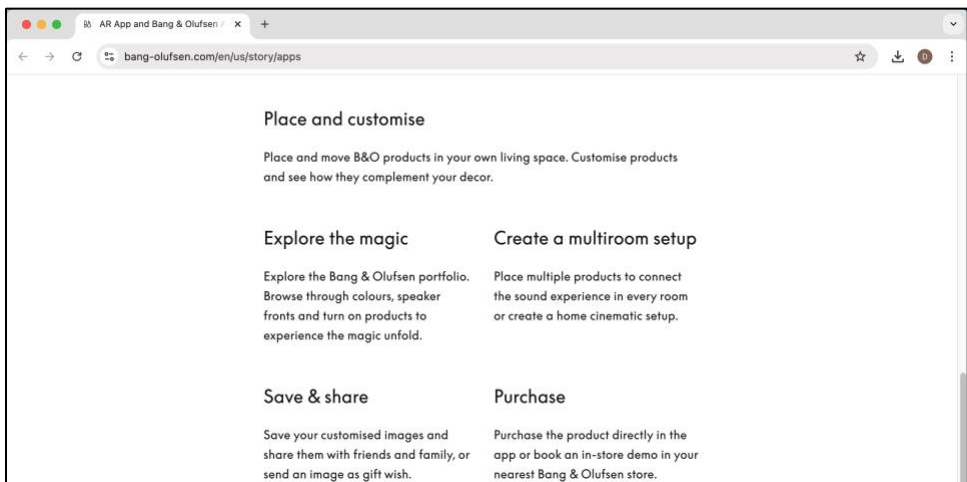 AR App and Bang & Olufsen A
bang-olufsen.com/en/us/story/apps
D
Place and customise
Place and move B&O products in your own living space. Customise products
and see how they complement your decor.
Explore the magic
Explore the Bang & Olufsen portfolio.
Browse through colours, speaker
fronts and turn on products to
experience the magic unfold.
Create a multiroom setup
Place multiple products to connect
the sound experience in every room
or create a home cinematic setup.
Save & share
Save your customised images and
share them with friends and family, or
send an image as gift wish.
Purchase
Purchase the product directly in the
app or book an in-store demo in your
nearest Bang & Olufsen store.